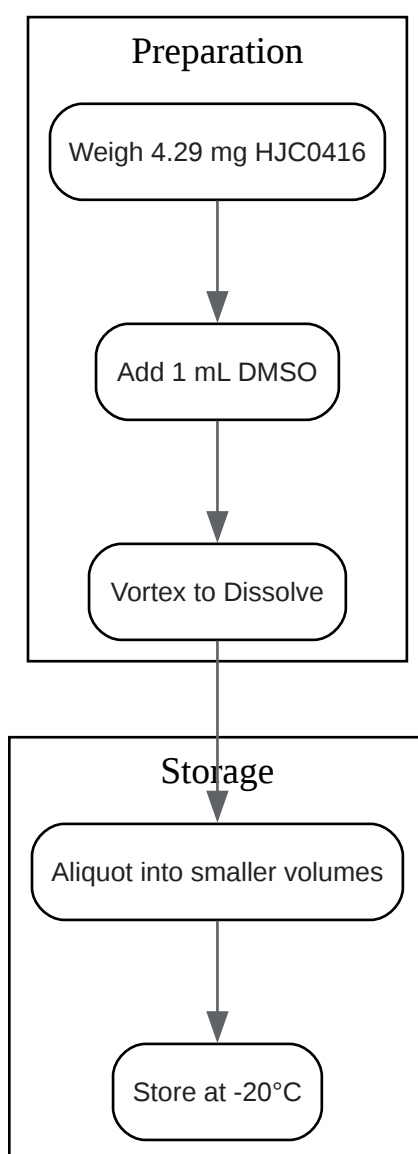 Preparation
Weigh 4.29 mg HJC0416
Add 1 mL DMSO
Vortex to Dissolve
Storage
Aliquot into smaller volumes
Store at -20°C